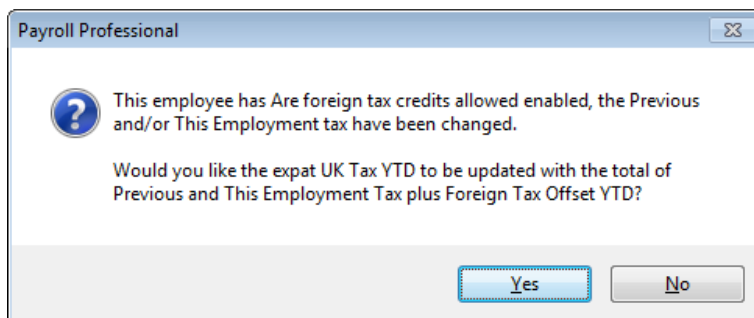 Payroll Professional
This employee has Are foreign tax credits allowed enabled, the Previous
and/or This Employment tax have been changed.
Would you like the expat UK Tax YTD to be updated with the total of
Previous and This Employment Tax plus Foreign Tax Offset YTD?
Yes No